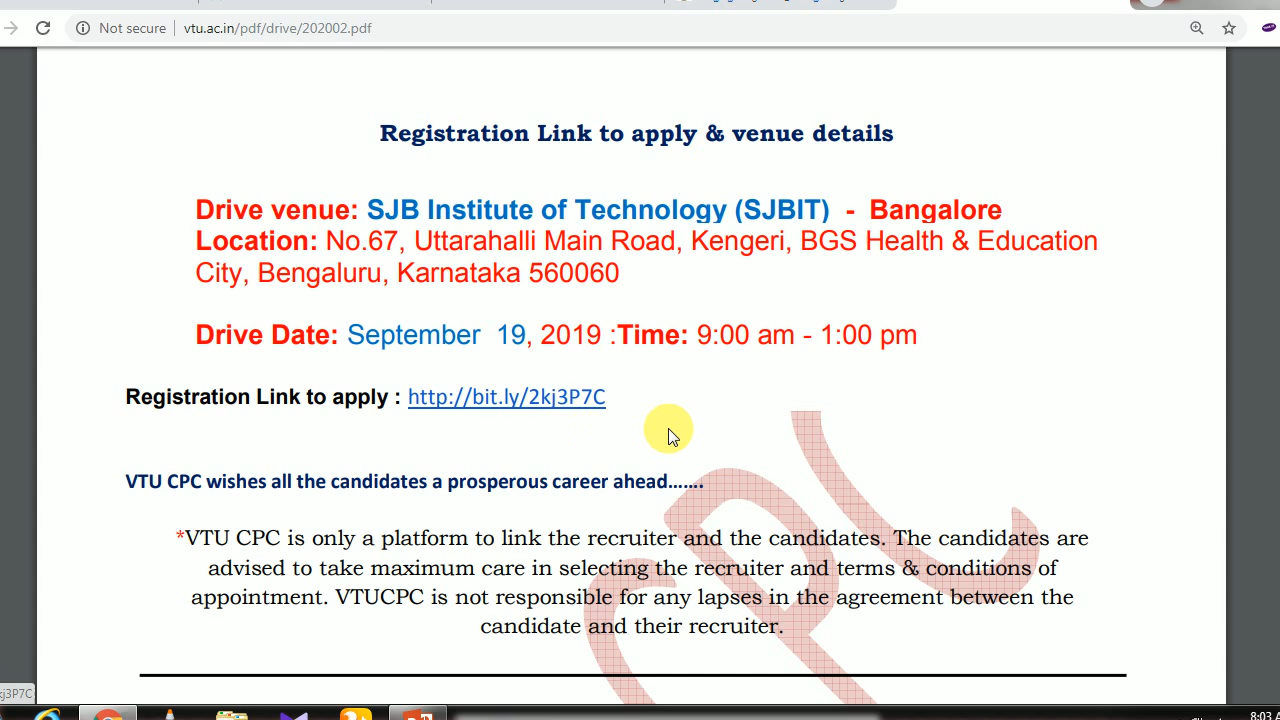 Not secure | vtu.ac.in/pdf/drive/202002.pdf
Registration Link to apply & venue details
Drive venue: SJB Institute of Technology (SJBIT) - Bangalore
Location: No.67, Uttarahalli Main Road, Kengeri, BGS Health & Education
City, Bengaluru, Karnataka 560060
Drive Date: September 19, 2019 :Time: 9:00 am - 1:00 pm
Registration Link to apply : http://bit.ly/2kj3P7C
VTU CPC wishes all the candidates a prosperous career ahead.......
*VTU CPC is only a platform to link the recruiter and the candidates. The candidates are
advised to take maximum care in selecting the recruiter and terms & conditions of
appointment. VTUCPC is not responsible for any lapses in the agreement between the
candidate and their recruiter.
kj3P7C
8:03 A